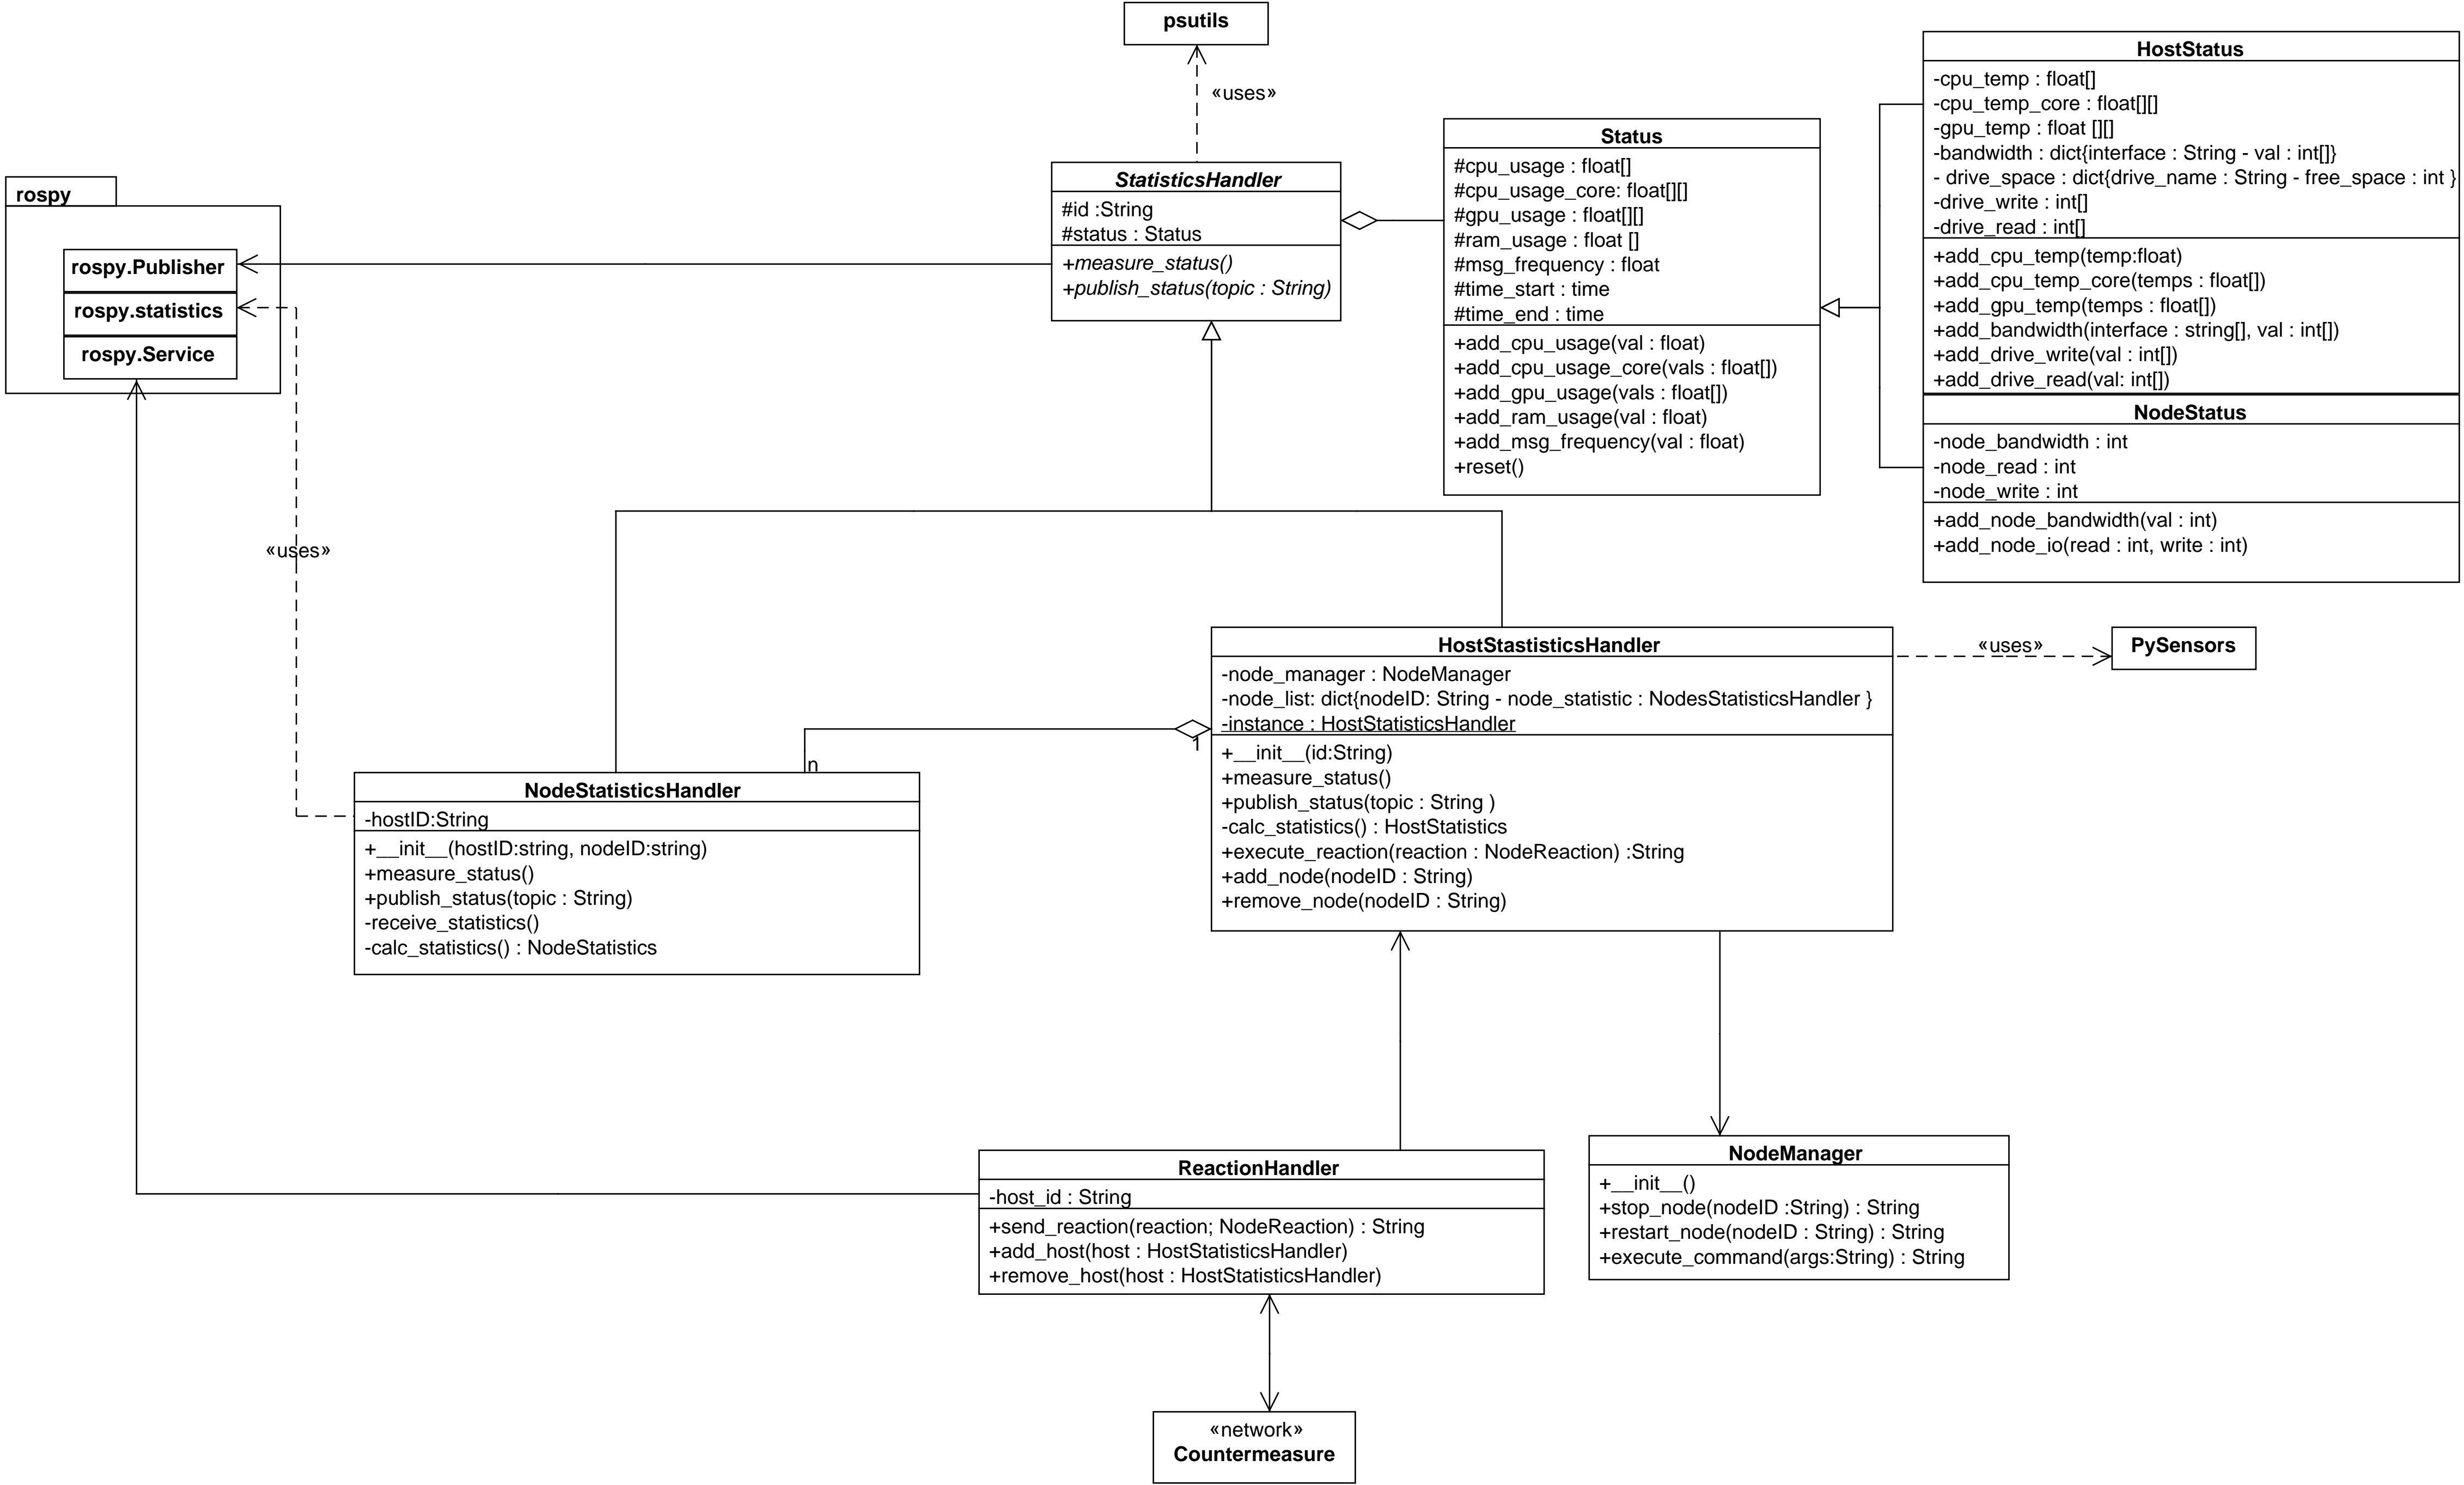 psutils
«uses»
HostStatus
-cpu_temp : float[]
-cpu_temp_core : float[][]
-gpu_temp : float [][]
-bandwidth : dict{interface : String - val : int[]}
- drive_space : dict{drive_name : String - free_space : int }
-drive_write : int[]
-drive_read : int[]
+add_cpu_temp(temp:float)
+add_cpu_temp_core(temps : float[])
+add_gpu_temp(temps : float[])
+add_bandwidth(interface : string[], val : int[])
+add_drive_write(val : int[])
+add_drive_read(val: int[])
NodeStatus
-node_bandwidth : int
-node_read : int
-node_write : int
+add_node_bandwidth(val : int)
+add_node_io(read : int, write : int)
Status
#cpu_usage : float[]
#cpu_usage_core: float[][]
#gpu_usage : float[][]
#ram_usage : float []
#msg_frequency : float
#time_start : time
#time_end : time
+add_cpu_usage(val : float)
+add_cpu_usage_core(vals : float[])
+add_gpu_usage(vals : float[])
+add_ram_usage(val : float)
+add_msg_frequency(val : float)
+reset()
StatisticsHandler
#id :String
#status : Status
+measure_status()
+publish_status(topic : String)
rospy
rospy.Publisher
rospy.statistics
rospy.Service
«uses»
HostStastisticsHandler
-node_manager : NodeManager
-node_list: dict{nodeID: String - node_statistic : NodesStatisticsHandler }
-instance : HostStatisticsHandler
+__init__(id:String)
+measure_status()
+publish_status(topic : String )
-calc_statistics() : HostStatistics
+execute_reaction(reaction : NodeReaction) :String
+add_node(nodeID : String)
+remove_node(nodeID : String)
«uses»
PySensors
1
n
NodeStatisticsHandler
-hostID:String
+__init__(hostID:string, nodeID:string)
+measure_status()
+publish_status(topic : String)
-receive_statistics()
-calc_statistics() : NodeStatistics
ReactionHandler
-host_id : String
+send_reaction(reaction; NodeReaction) : String
+add_host(host : HostStatisticsHandler)
+remove_host(host : HostStatisticsHandler)
NodeManager
+__init__()
+stop_node(nodeID :String) : String
+restart_node(nodeID : String) : String
+execute_command(args:String) : String
«network»
Countermeasure